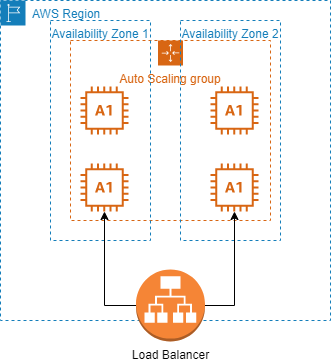 AWS Region
Availability Zone 1
Availability Zone 2
Auto Scaling group
A1
A1
A1
A1
Load Balancer